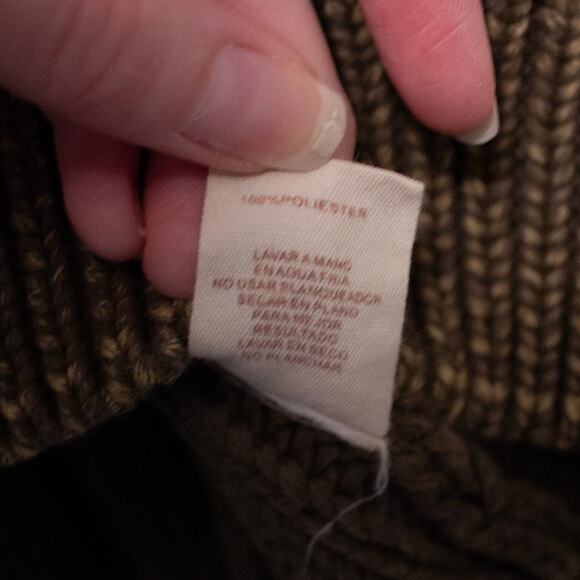 100% POLIESTER
LAVAR A MANO
EN AGUA FRIA
NO USAR BLANQUEADOR
SECAR EN PLANO
PARA MEJOR
RESULTADO
LAVAR EN SECO
NO PLANCHAR